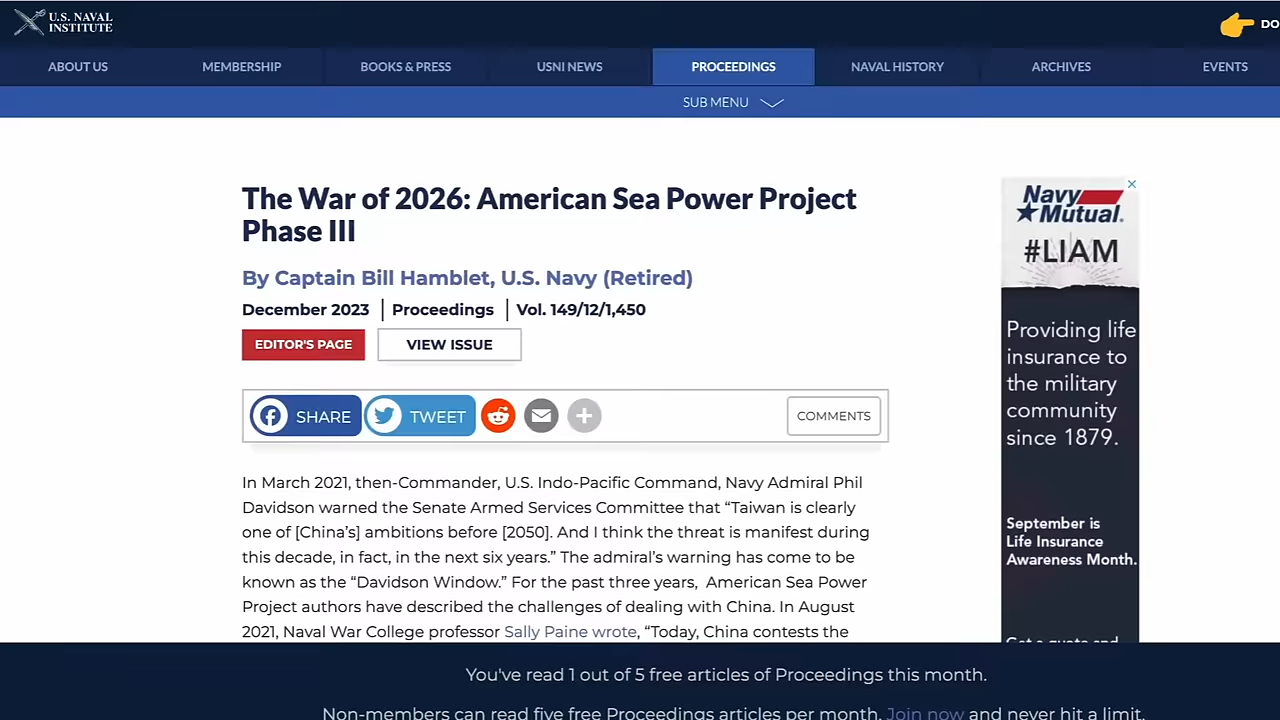 U.S. NAVAL
INSTITUTE
DO
ABOUT US
MEMBERSHIP
BOOKS & PRESS
USNI NEWS
PROCEEDINGS
NAVAL HISTORY
ARCHIVES
EVENTS
SUB MENU
The War of 2026: American Sea Power Project
Phase III
By Captain Bill Hamblet, U.S. Navy (Retired)
December 2023 | Proceedings | Vol. 149/12/1,450
EDITOR'S PAGE
VIEW ISSUE
SHARE
TWEET
COMMENTS
In March 2021, then-Commander, U.S. Indo-Pacific Command, Navy Admiral Phil
Davidson warned the Senate Armed Services Committee that “Taiwan is clearly
one of [China’s] ambitions before [2050]. And I think the threat is manifest during
this decade, in fact, in the next six years.” The admiral’s warning has come to be
known as the “Davidson Window.” For the past three years, American Sea Power
Project authors have described the challenges of dealing with China. In August
2021, Naval War College professor Sally Paine wrote, “Today, China contests the
Navy
Mutual.
#LIAM
Providing life
insurance to
the military
community
since 1879.
September is
Life Insurance
Awareness Month.
Get a quote and
You've read 1 out of 5 free articles of Proceedings this month.
Non-members can read five free Proceedings articles per month. Join now and never hit a limit.